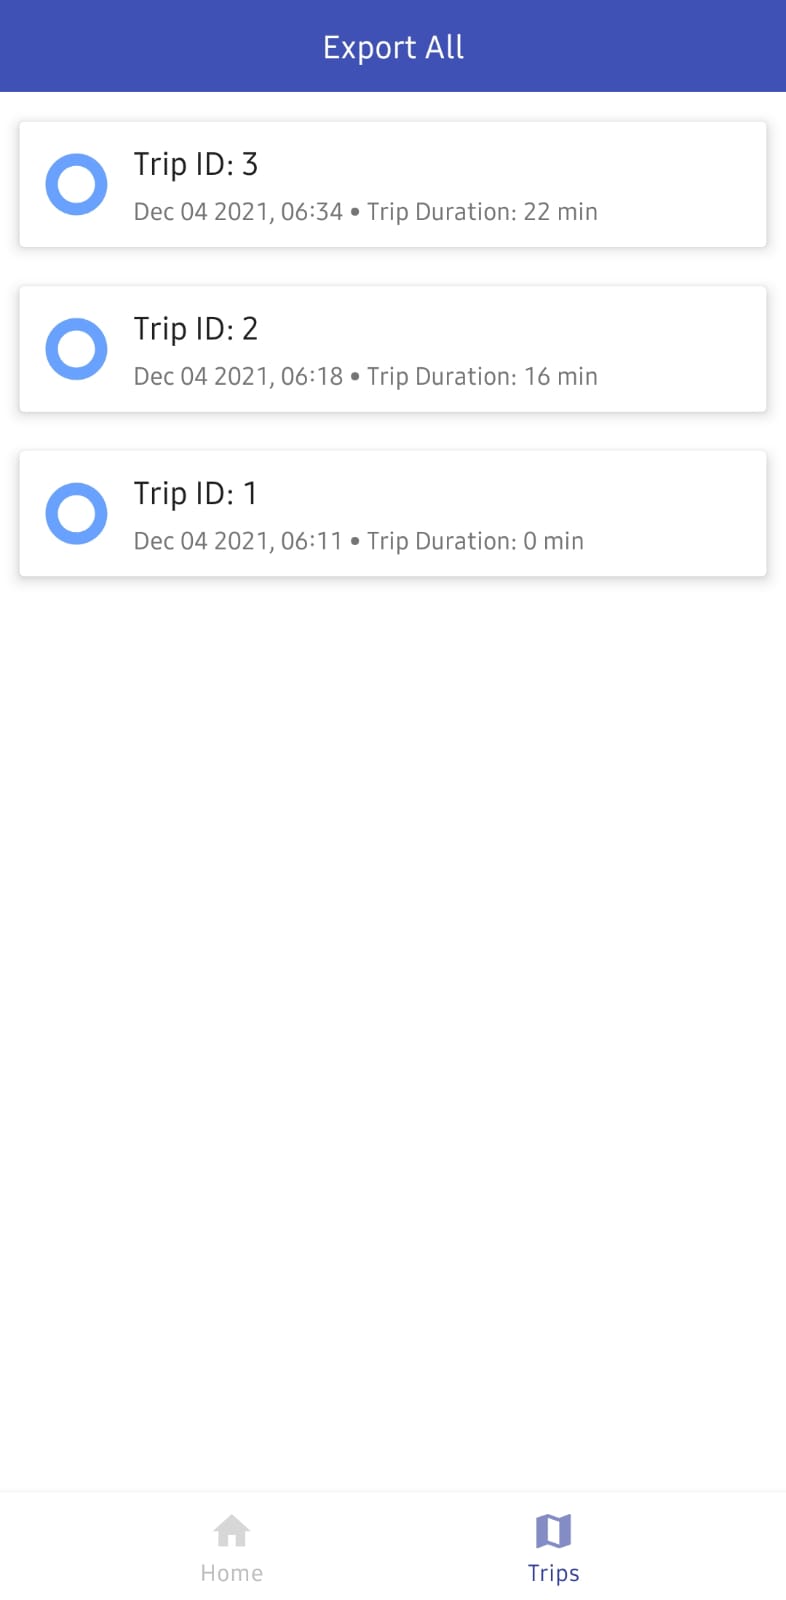 Export All
Trip ID: 3
Dec 04 2021, 06:34 • Trip Duration: 22 min
Trip ID: 2
Dec 04 2021, 06:18 • Trip Duration: 16 min
Trip ID: 1
Dec 04 2021, 06:11 • Trip Duration: 0 min
Home
Trips